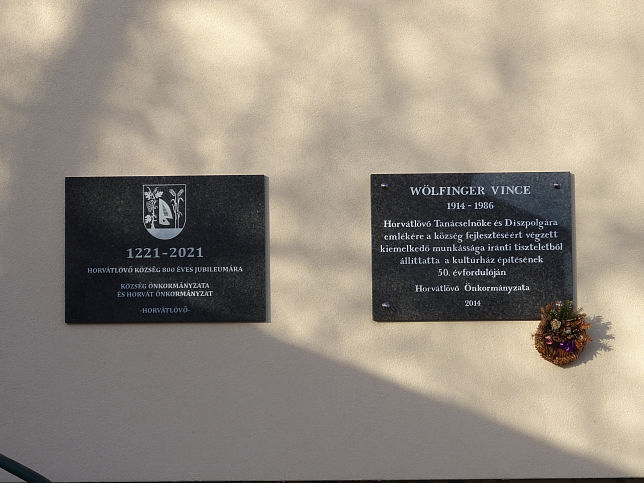 1221-2021
HORVÁTLÖVŐ KÖZSÉG 800 ÉVES JUBILEUMÁRA
KÖZSÉG ÖNKORMÁNYZATA
ÉS HORVÁT ÖNKORMÁNYZAT
-HORVÁTLÖVŐ-
WÖLFINGER VINCE
1914 - 1986
Horvátlövő Tanácselnöke és Díszpolgára
emlékére a község fejlesztéséért végzett
kiemelkedő munkássága iránti tiszteletből
állíttatta a kultúrház építésének
50. évfordulóján
Horvátlövő Önkormányzata
2014